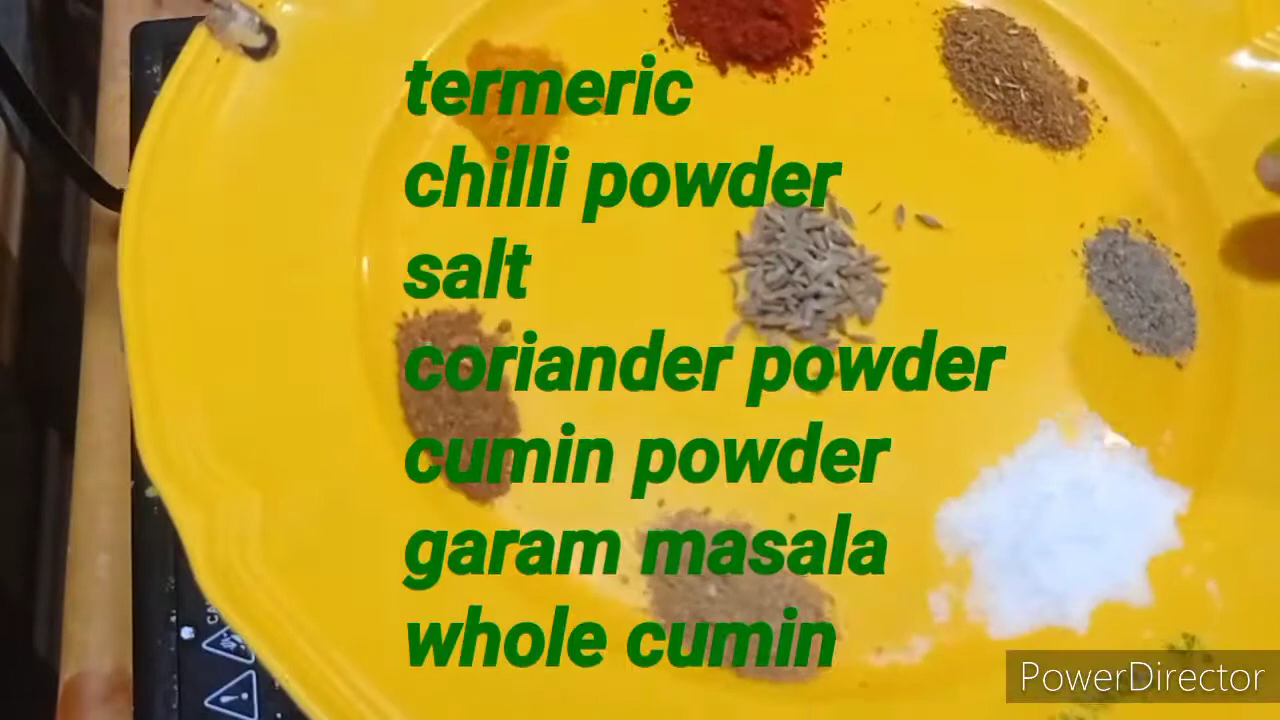 termeric
chilli powder
salt
coriander powder
cumin powder
garam masala
whole cumin
PowerDirector